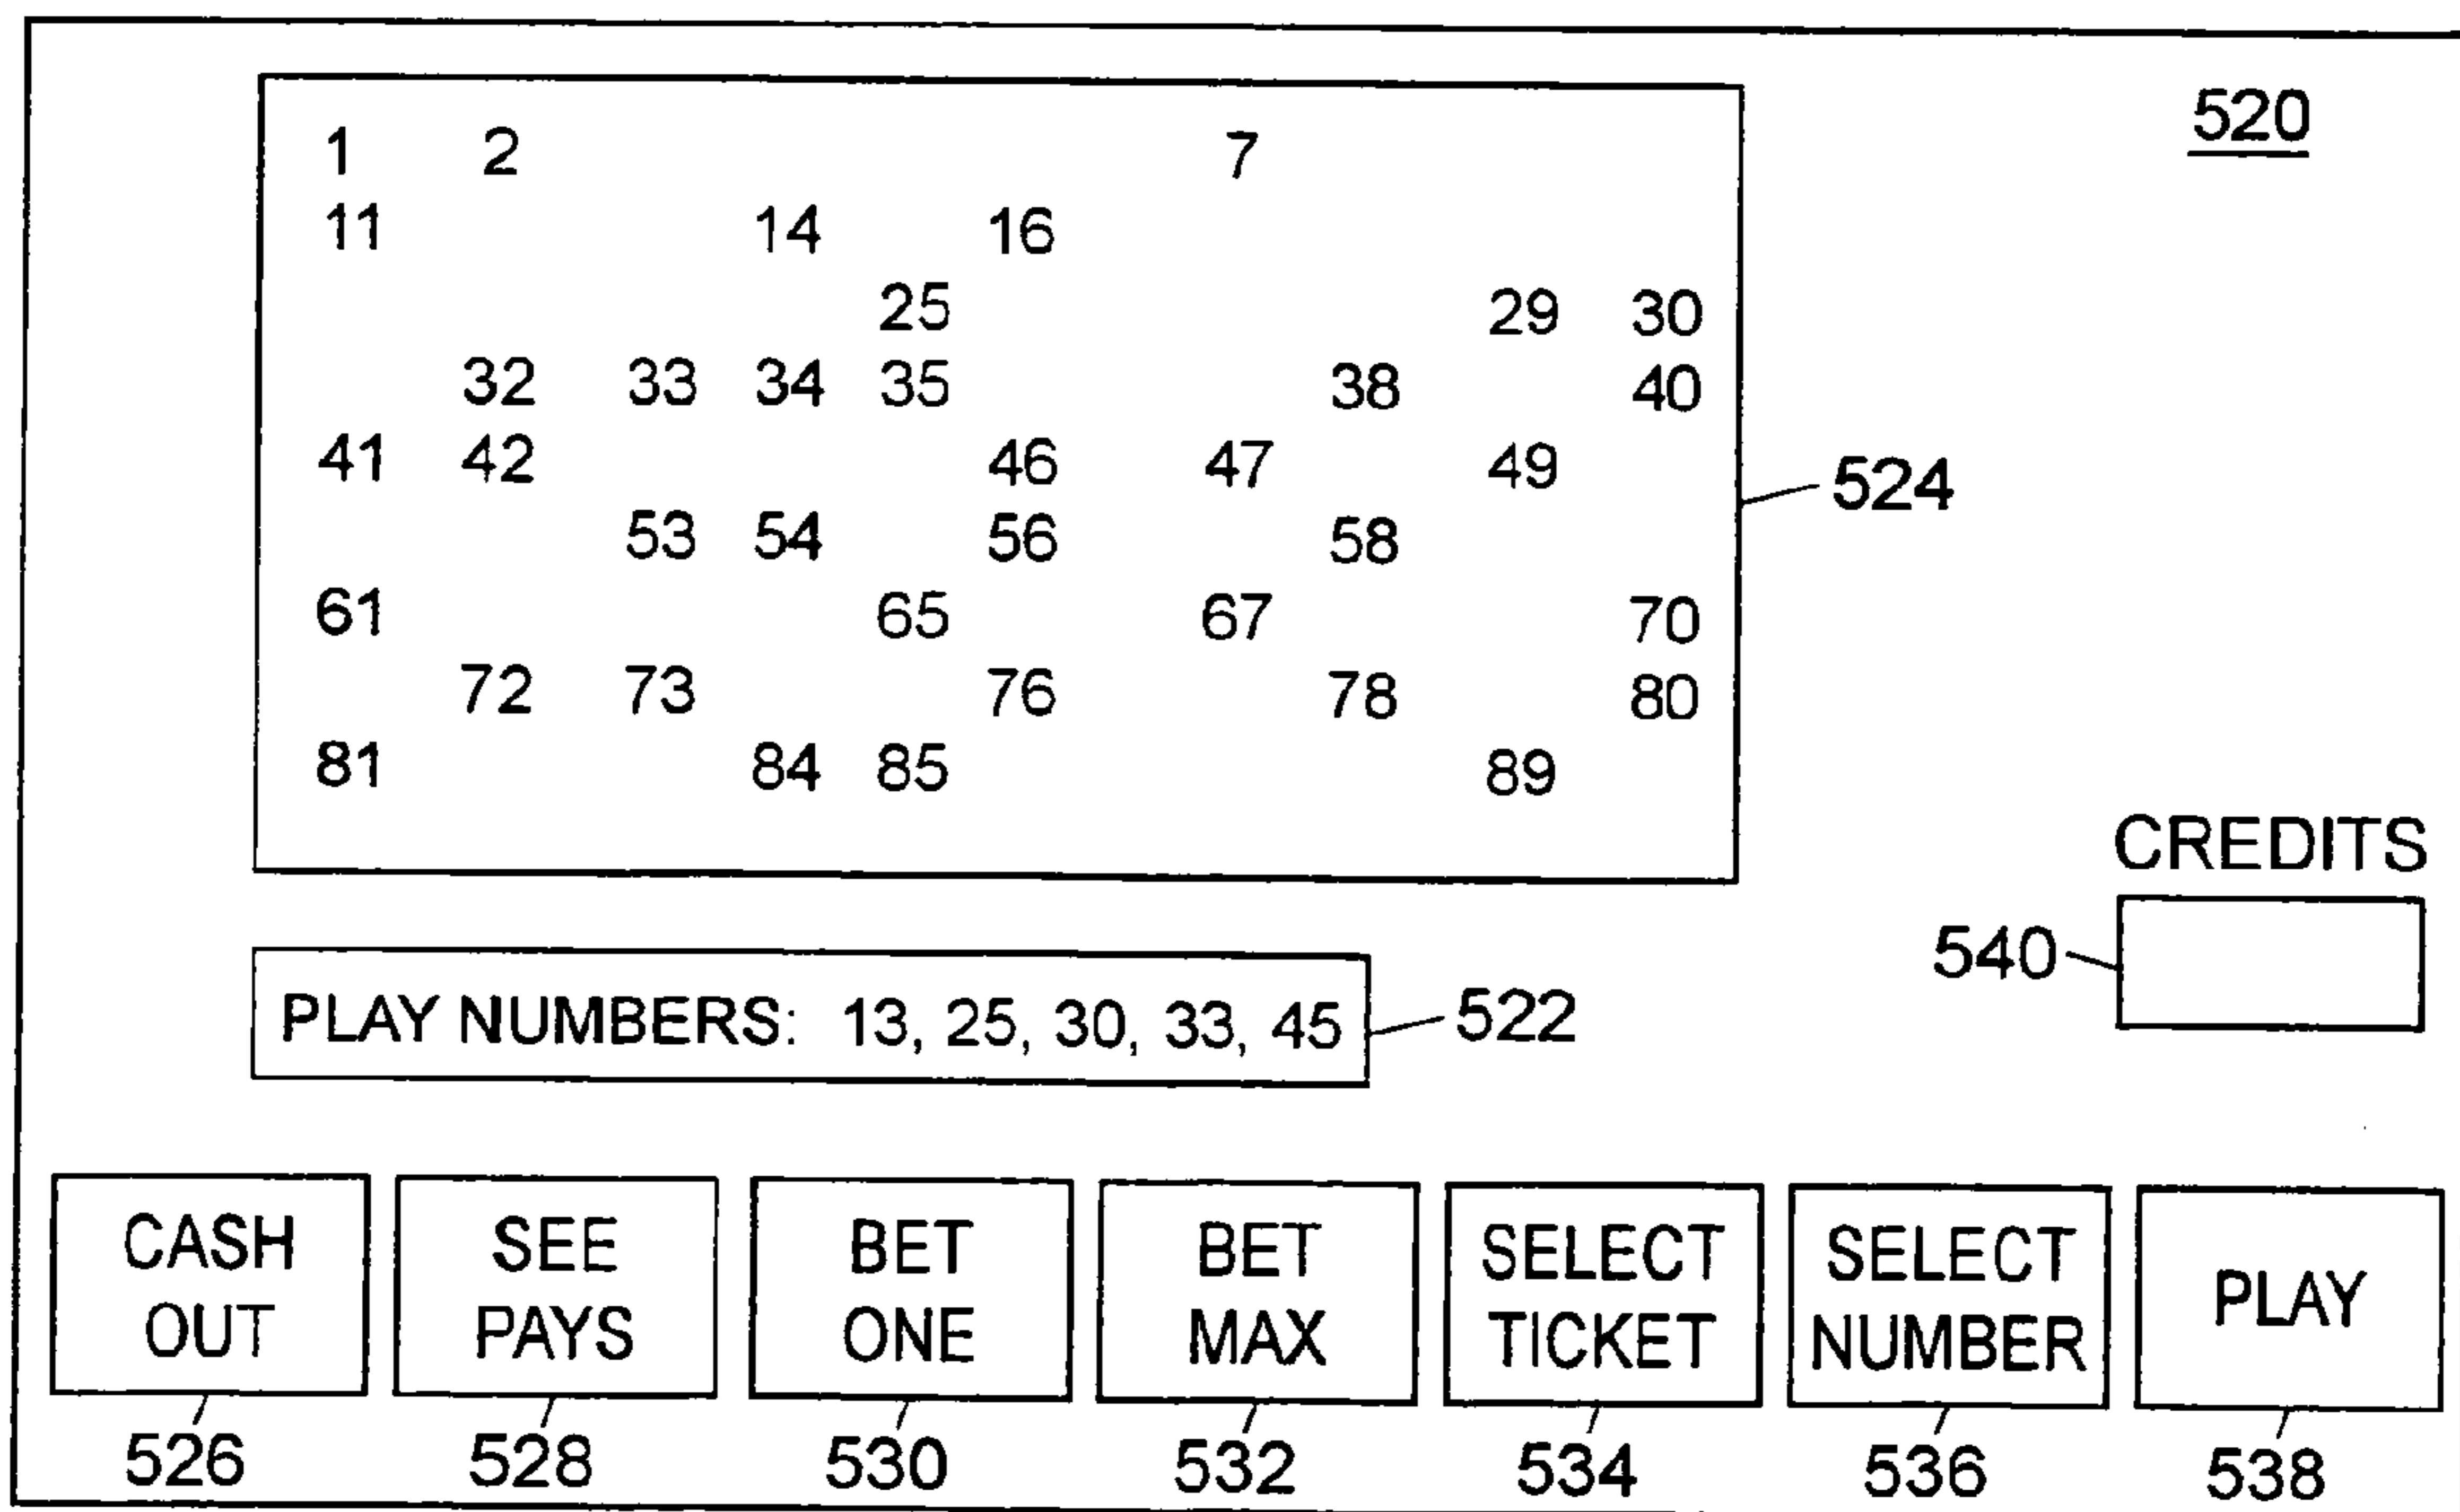 520
1 2 7
11 14 16
25 29 30
32 33 34 35 38 40
41 42 46 47 49
524
53 54 56 58
61 65 67 70
72 73 76 78 80
81 84 85 89
CREDITS
540
PLAY NUMBERS: 13, 25, 30, 33, 45
522
CASH OUT
SEE PAYS
BET ONE
BET MAX
SELECT TICKET
SELECT NUMBER
PLAY
526 528 530 532 534 536 538